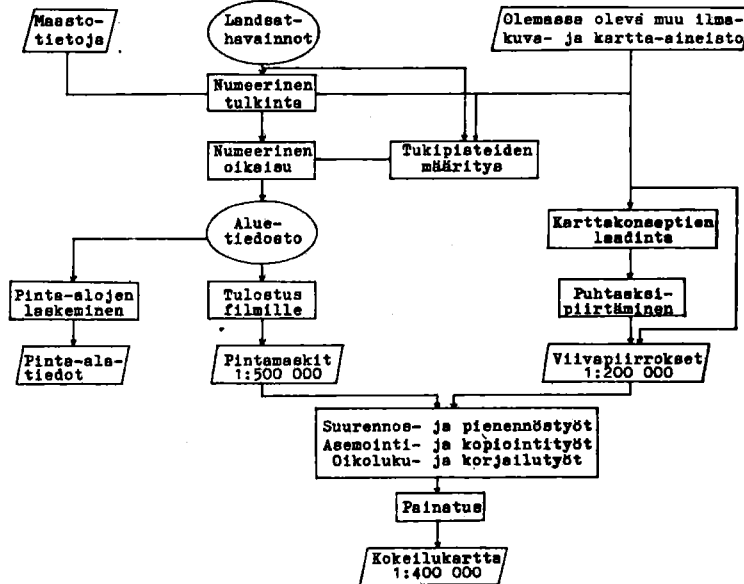 Maasto-
tietoja
Landsat-
havainnot
Olemassa oleva muu ilma-
kuva- ja kartta-aineisto
Numeerinen
tulkinta
Numeerinen
oikaisu
Tukipisteiden
määritys
Alue-
tiedosto
Karttakonseptien
laadinta
Pinta-alojen
laskeminen
Tulostus
filmille
Puhtaaksi-
piirtäminen
Pinta-ala-
tiedot
Pintamaskit
1:500 000
Viivapiirrokset
1:200 000
Suurennos- ja pienennöstyöt
Asemointi- ja kopiointityöt
Oikoluku- ja korjailutyöt
Painatus
Kokeilukartta
1:400 000